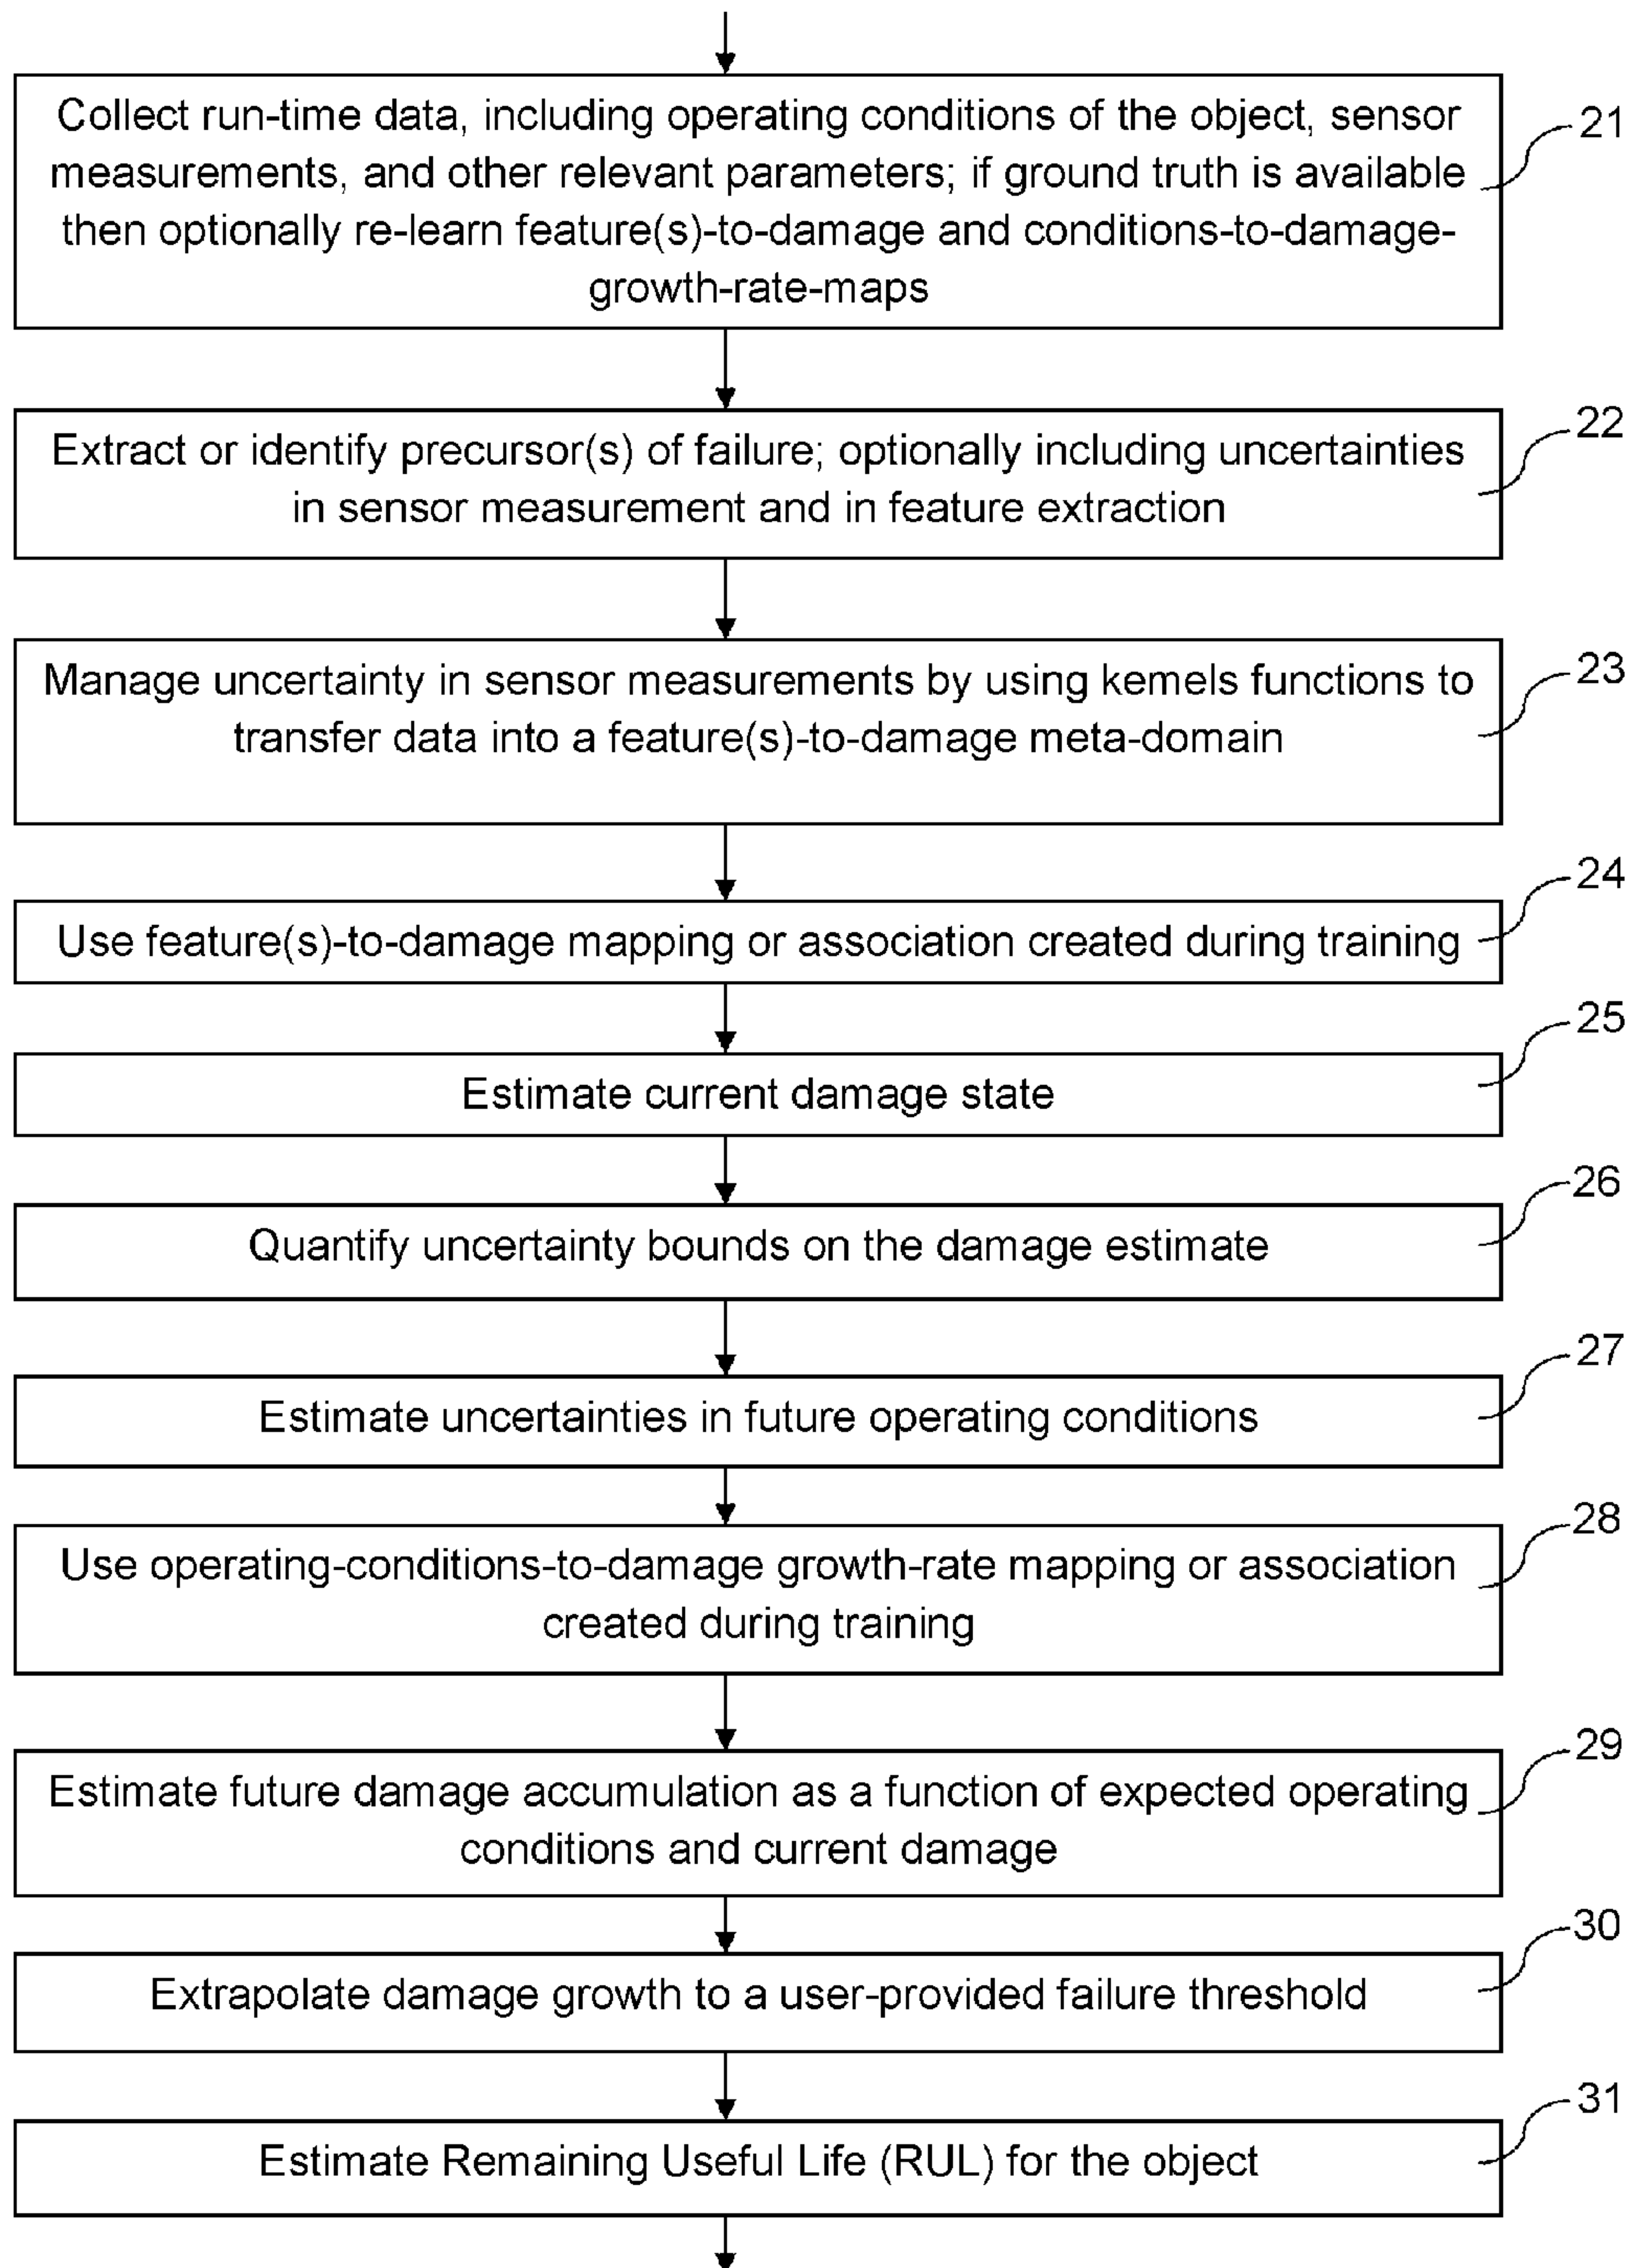 Collect run-time data, including operating conditions of the object, sensor
measurements, and other relevant parameters; if ground truth is available
then optionally re-learn feature(s)-to-damage and conditions-to-damage-
growth-rate-maps
21
Extract or identify precursor(s) of failure; optionally including uncertainties
in sensor measurement and in feature extraction
22
Manage uncertainty in sensor measurements by using kemels functions to
transfer data into a feature(s)-to-damage meta-domain
23
Use feature(s)-to-damage mapping or association created during training
24
Estimate current damage state
25
Quantify uncertainty bounds on the damage estimate
26
Estimate uncertainties in future operating conditions
27
Use operating-conditions-to-damage growth-rate mapping or association
created during training
28
Estimate future damage accumulation as a function of expected operating
conditions and current damage
29
Extrapolate damage growth to a user-provided failure threshold
30
Estimate Remaining Useful Life (RUL) for the object
31